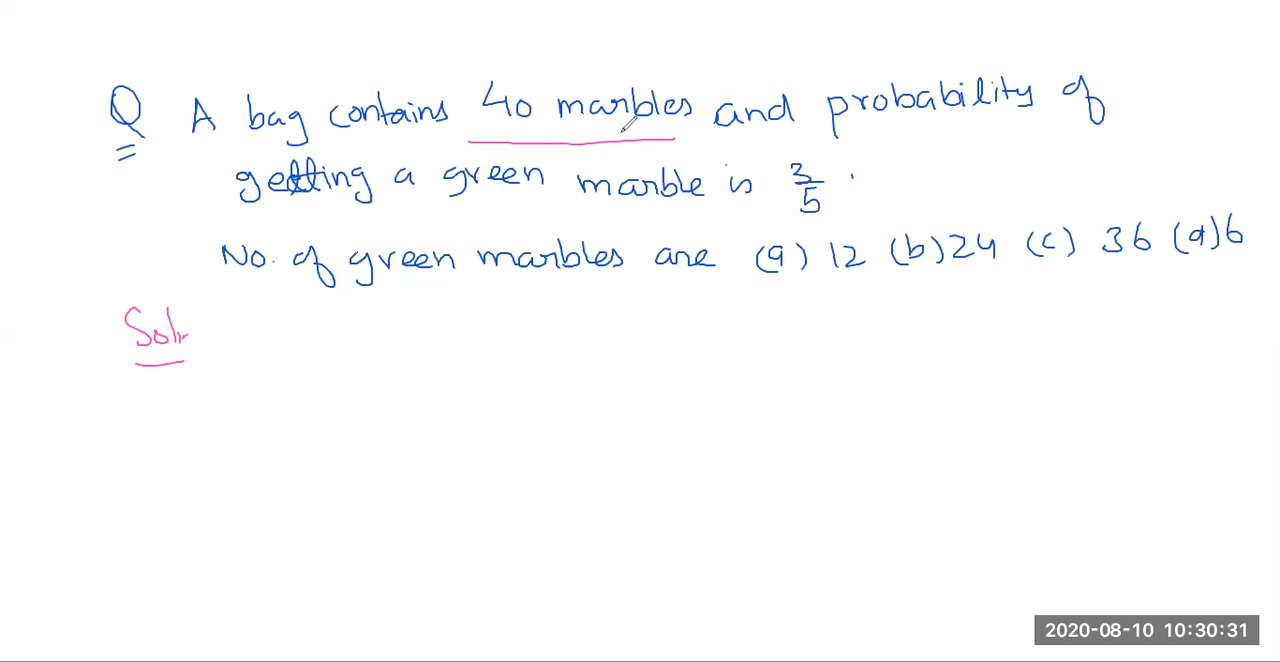 Q A bag contains 40 marbles and probability of
getting a green marble is 3/5.
No. of green marbles are (a) 12 (b) 24 (c) 36 (d) 6
Soln
2020-08-10 10:30:31